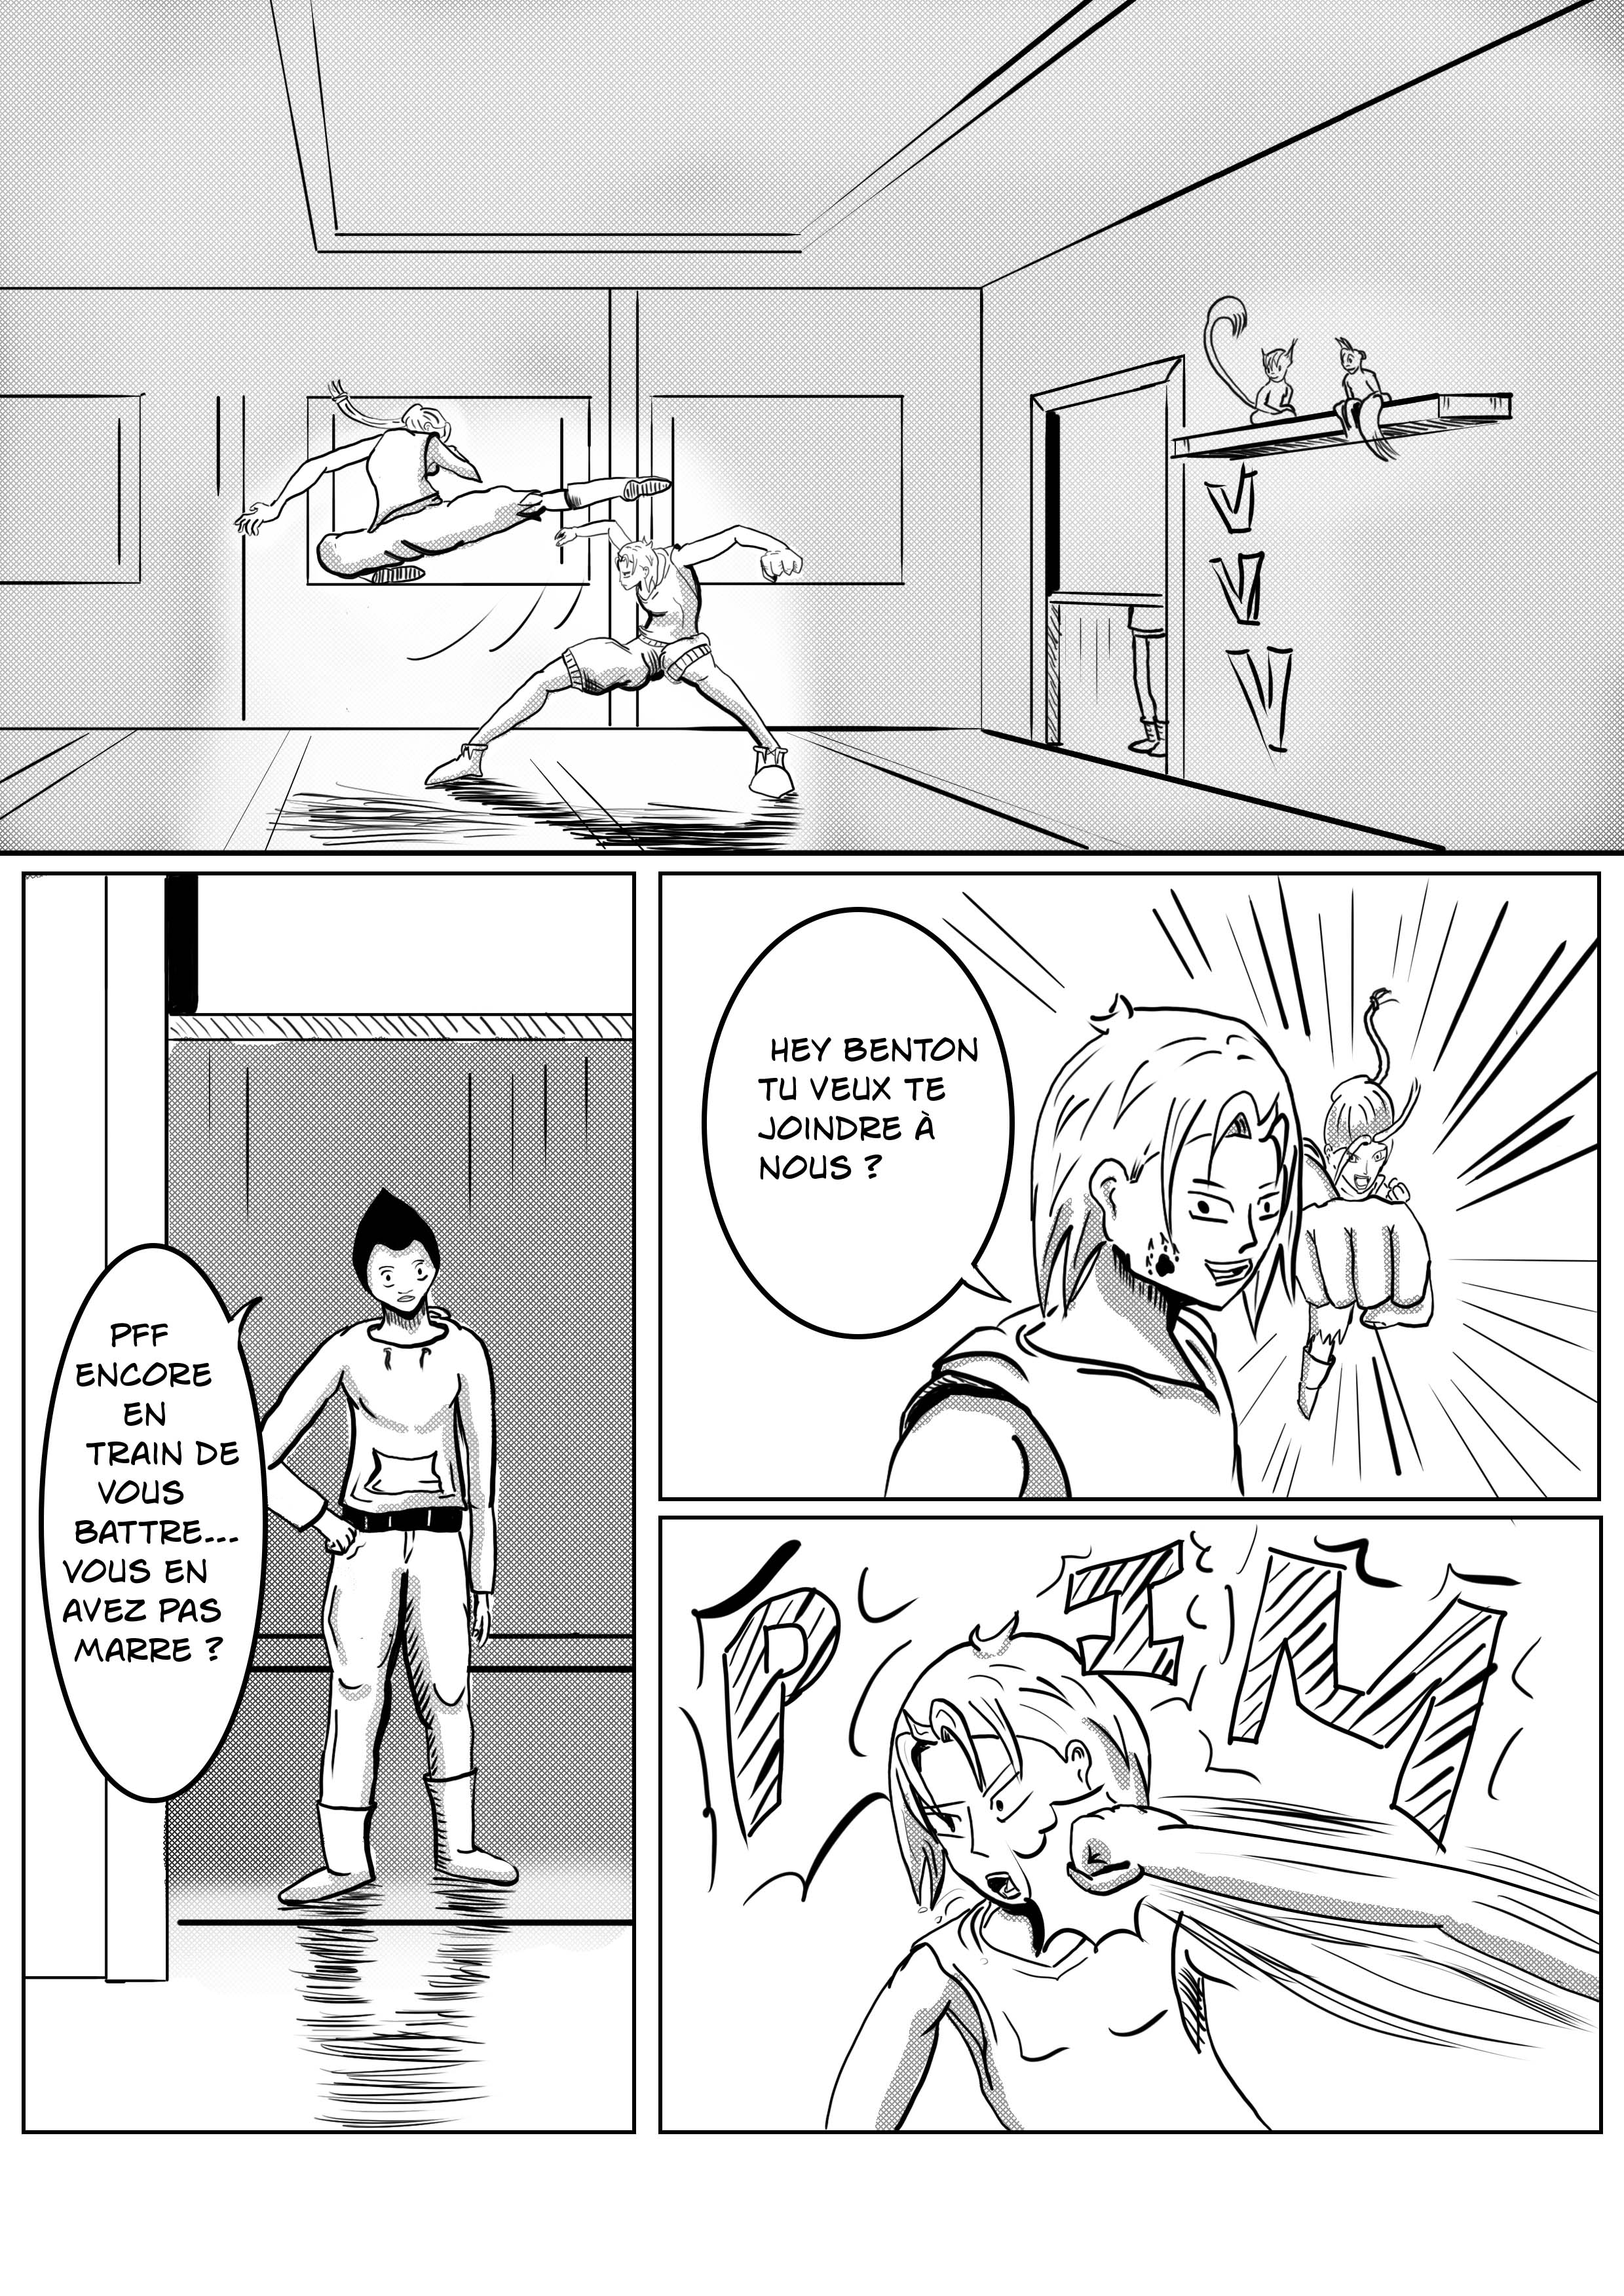 PFF
ENCORE
EN
TRAIN DE
VOUS
BATTRE...
VOUS EN
AVEZ PAS
MARRE ?
HEY BENTON
TU VEUX TE
JOINDRE À
NOUS ?
PIM